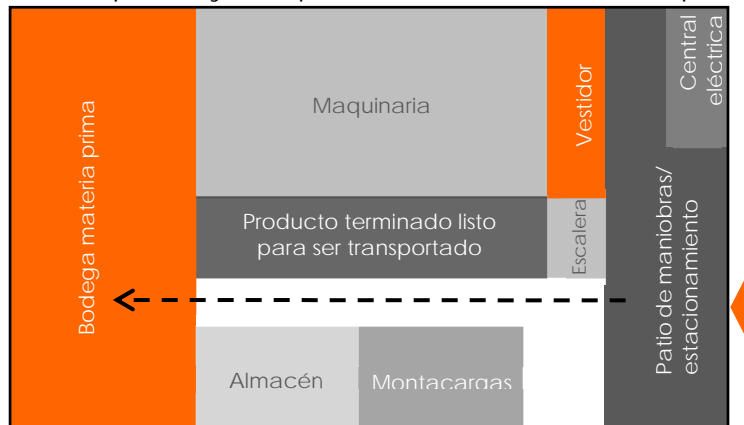 Bodega materia prima
Maquinaria
Vestidor
Central
eléctrica
Producto terminado listo
para ser transportado
Escalera
Patio de maniobras/
estacionamiento
Almacén
Montacargas